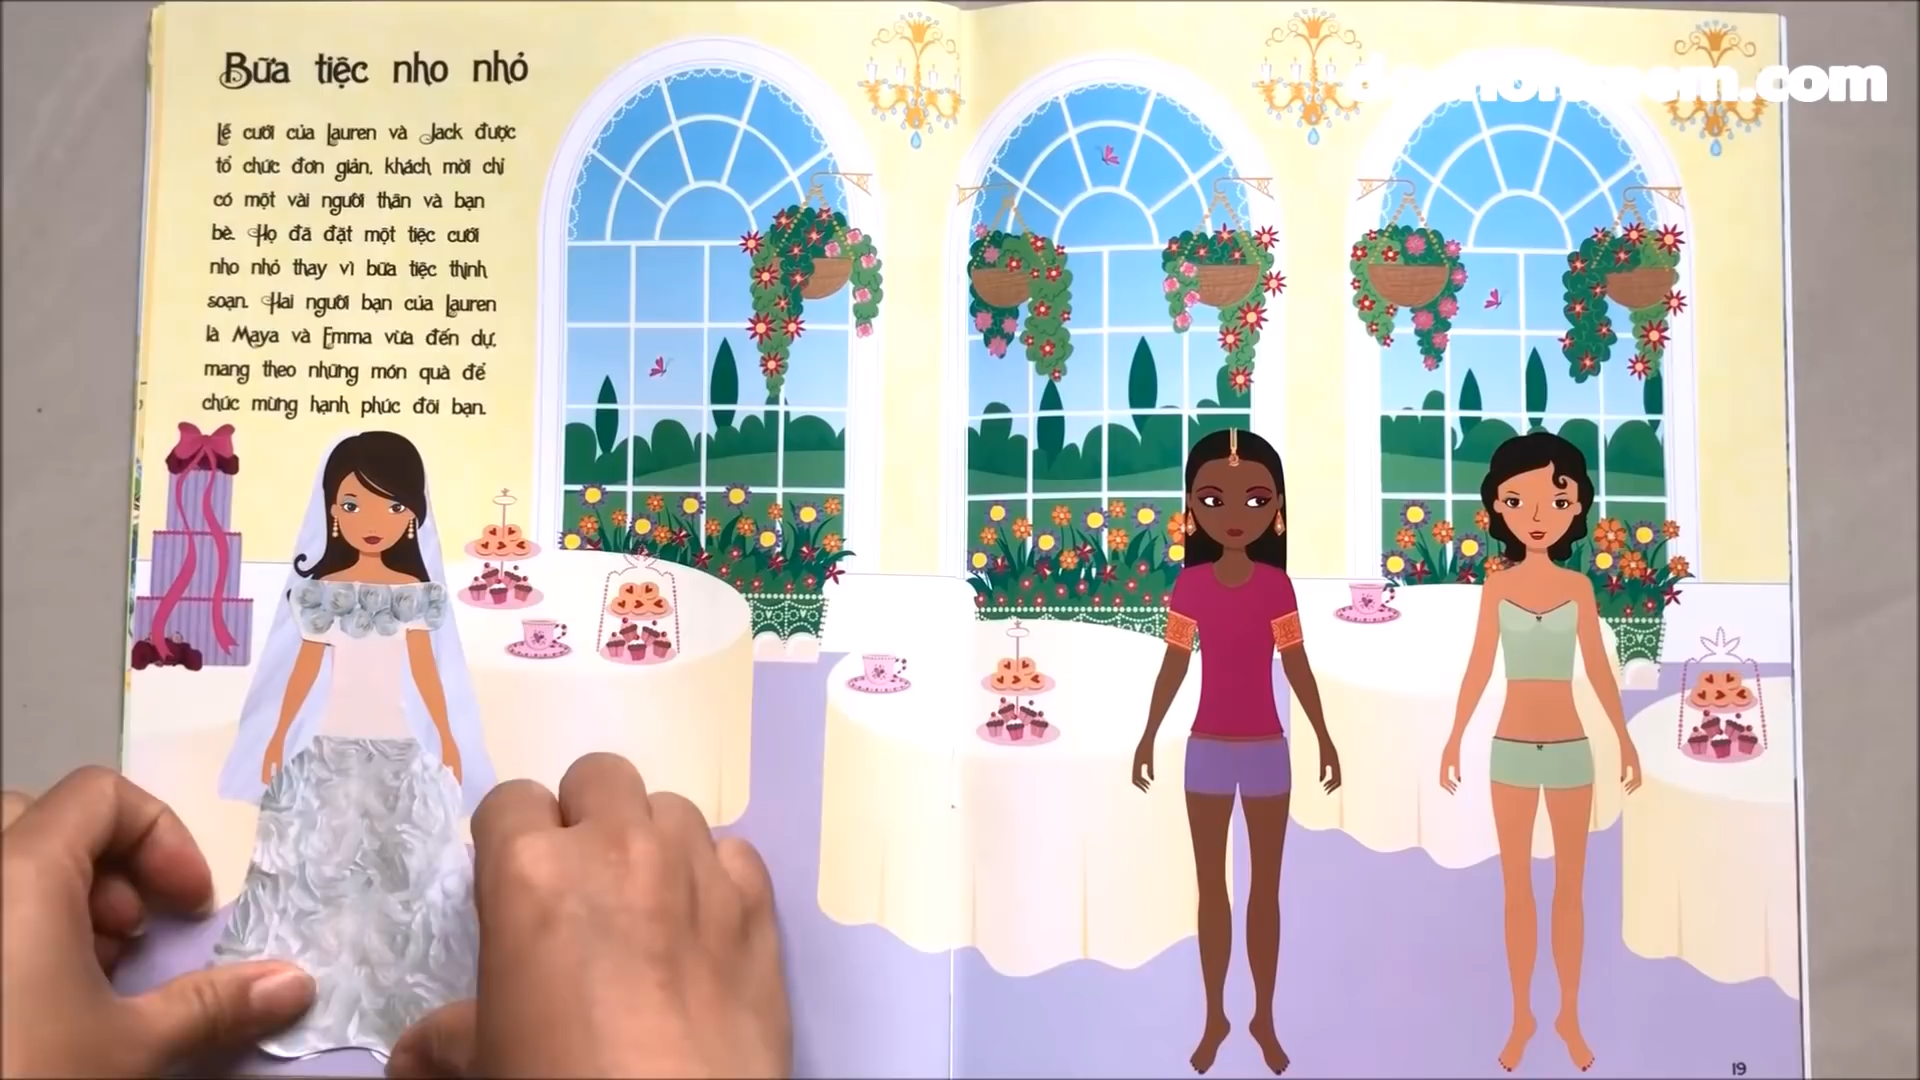 Bữa tiệc nho nhỏ
Lễ cưới của Lauren và Jack được
tổ chức đơn giản, khách mời chỉ
có một vài người thân và bạn
bè. Họ đã đặt một tiệc cưới
nho nhỏ thay vì bữa tiệc thịnh
soạn. Hai người bạn của Lauren
là Maya và Emma vừa đến dự,
mang theo những món quà để
chúc mừng hạnh phúc đôi bạn.
19